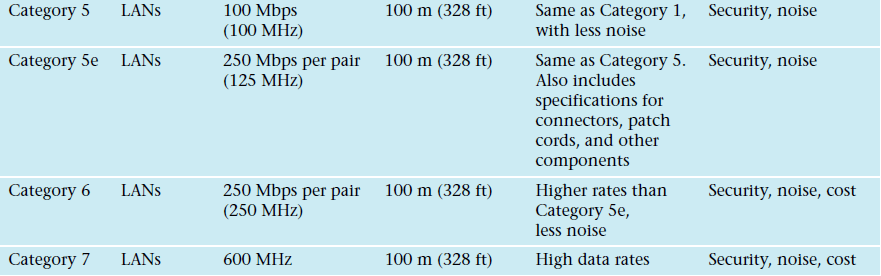 Category 5 LANs 100 Mbps 100 m (328 ft) Same as Category 1, Security, noise
(100 MHz) with less noise
Category 5e LANs 250 Mbps per pair 100 m (328 ft) Same as Category 5. Security, noise
(125 MHz) Also includes
specifications for
connectors, patch
cords, and other
components
Category 6 LANs 250 Mbps per pair 100 m (328 ft) Higher rates than Security, noise, cost
(250 MHz) Category 5e,
less noise
Category 7 LANs 600 MHz 100 m (328 ft) High data rates Security, noise, cost